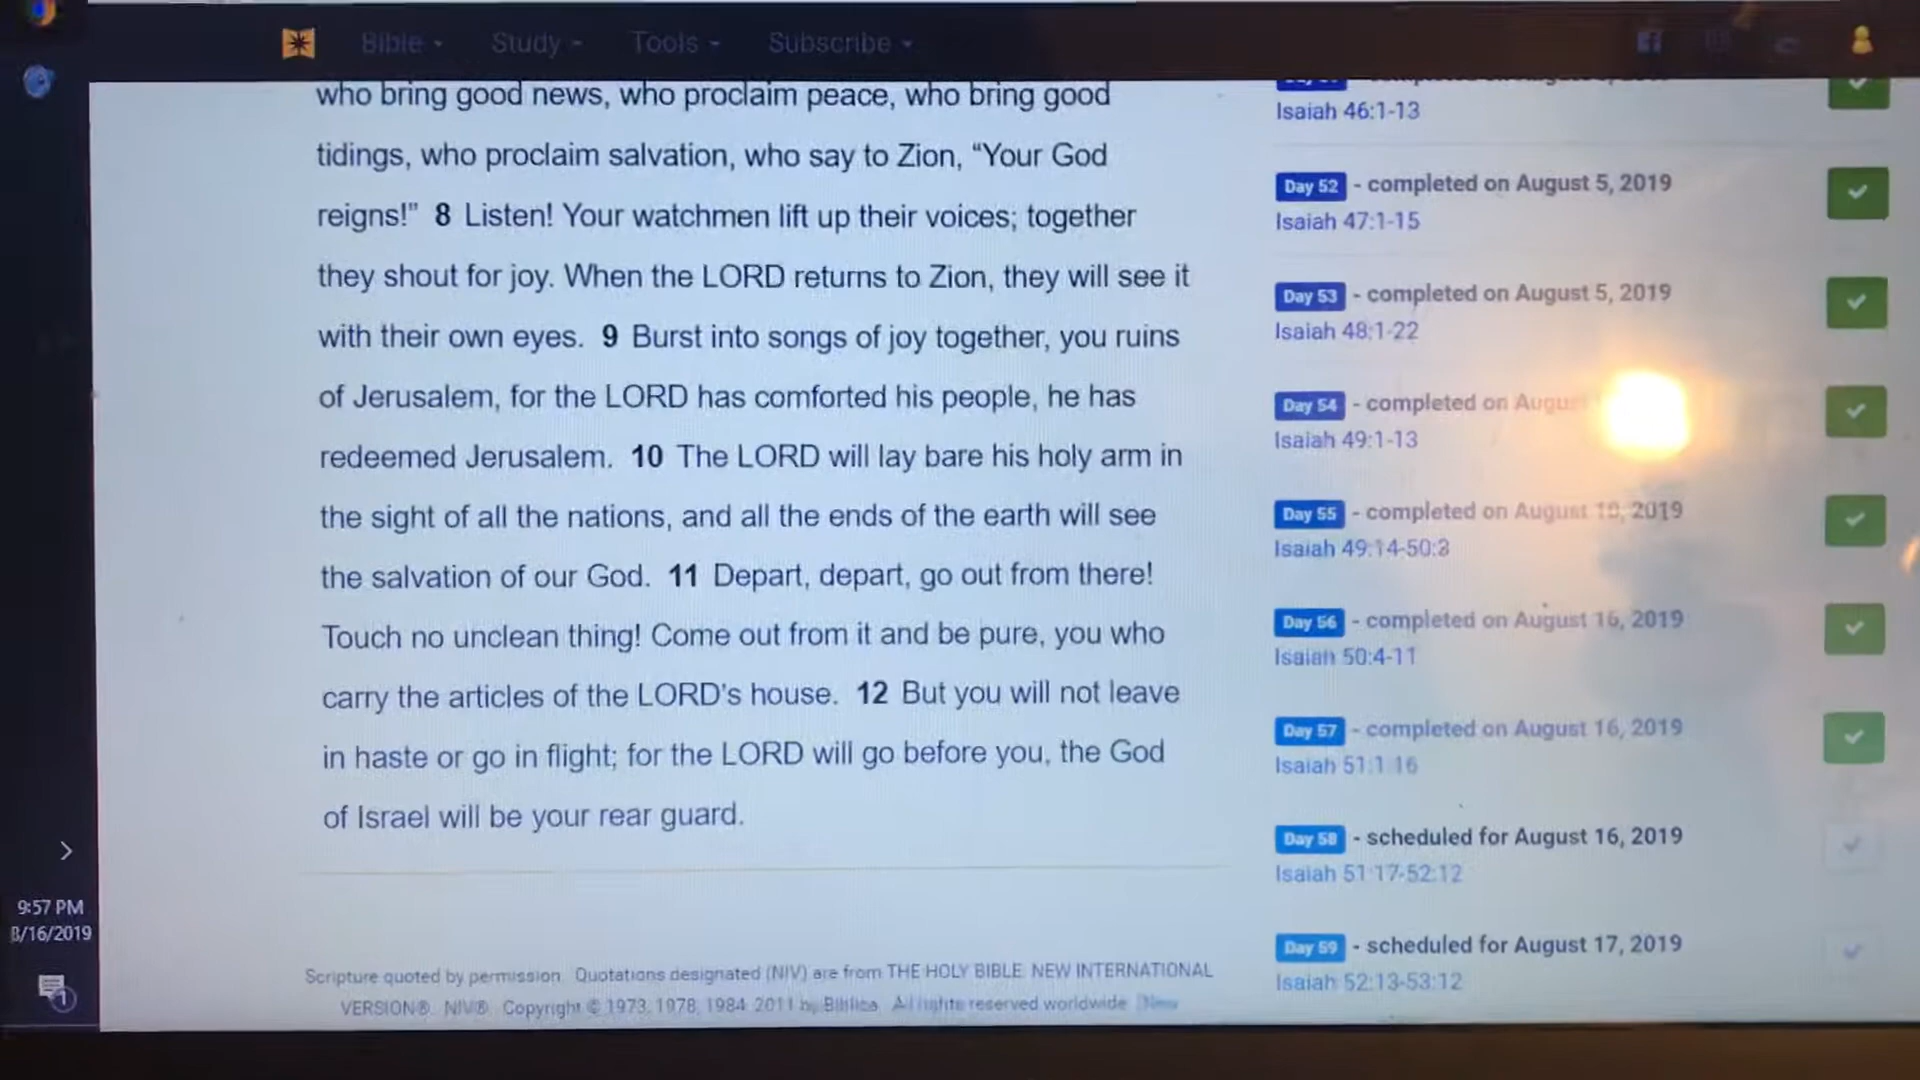 Bible
Study
Tools
Subscribe
who bring good news, who proclaim peace, who bring good
tidings, who proclaim salvation, who say to Zion, “Your God
reigns!” 8 Listen! Your watchmen lift up their voices; together
they shout for joy. When the LORD returns to Zion, they will see it
with their own eyes. 9 Burst into songs of joy together, you ruins
of Jerusalem, for the LORD has comforted his people, he has
redeemed Jerusalem. 10 The LORD will lay bare his holy arm in
the sight of all the nations, and all the ends of the earth will see
the salvation of our God. 11 Depart, depart, go out from there!
Touch no unclean thing! Come out from it and be pure, you who
carry the articles of the LORD's house. 12 But you will not leave
in haste or go in flight; for the LORD will go before you, the God
of Israel will be your rear guard.
Scripture quoted by permission. Quotations designated (NIV) are from THE HOLY BIBLE: NEW INTERNATIONAL
VERSION®. NIV®. Copyright © 1973, 1978, 1984, 2011 by Biblica. All rights reserved worldwide. New
Isaiah 46:1-13
Day 52 - completed on August 5, 2019
Isaiah 47:1-15
Day 53 - completed on August 5, 2019
Isaiah 48:1-22
Day 54 - completed on
Isaiah 49:1-13
Day 55 - completed on August 10, 2019
Isaiah 49:14-50:3
Day 56 - completed on August 16, 2019
Isaiah 50:4-11
Day 57 - completed on August 16, 2019
Isaiah 51:1-16
Day 58 - scheduled for August 16, 2019
Isaiah 51:17-52:12
Day 59 - scheduled for August 17, 2019
Isaiah 52:13-53:12
9:57 PM
8/16/2019
1